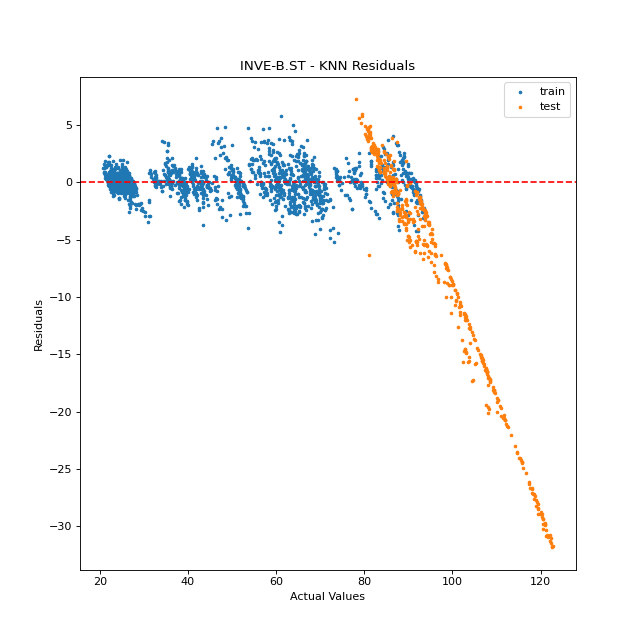 INVE-B.ST - KNN Residuals
train
test
5
0
−5
−10
−15
−20
−25
−30
Residuals
20 40 60 80 100 120
Actual Values